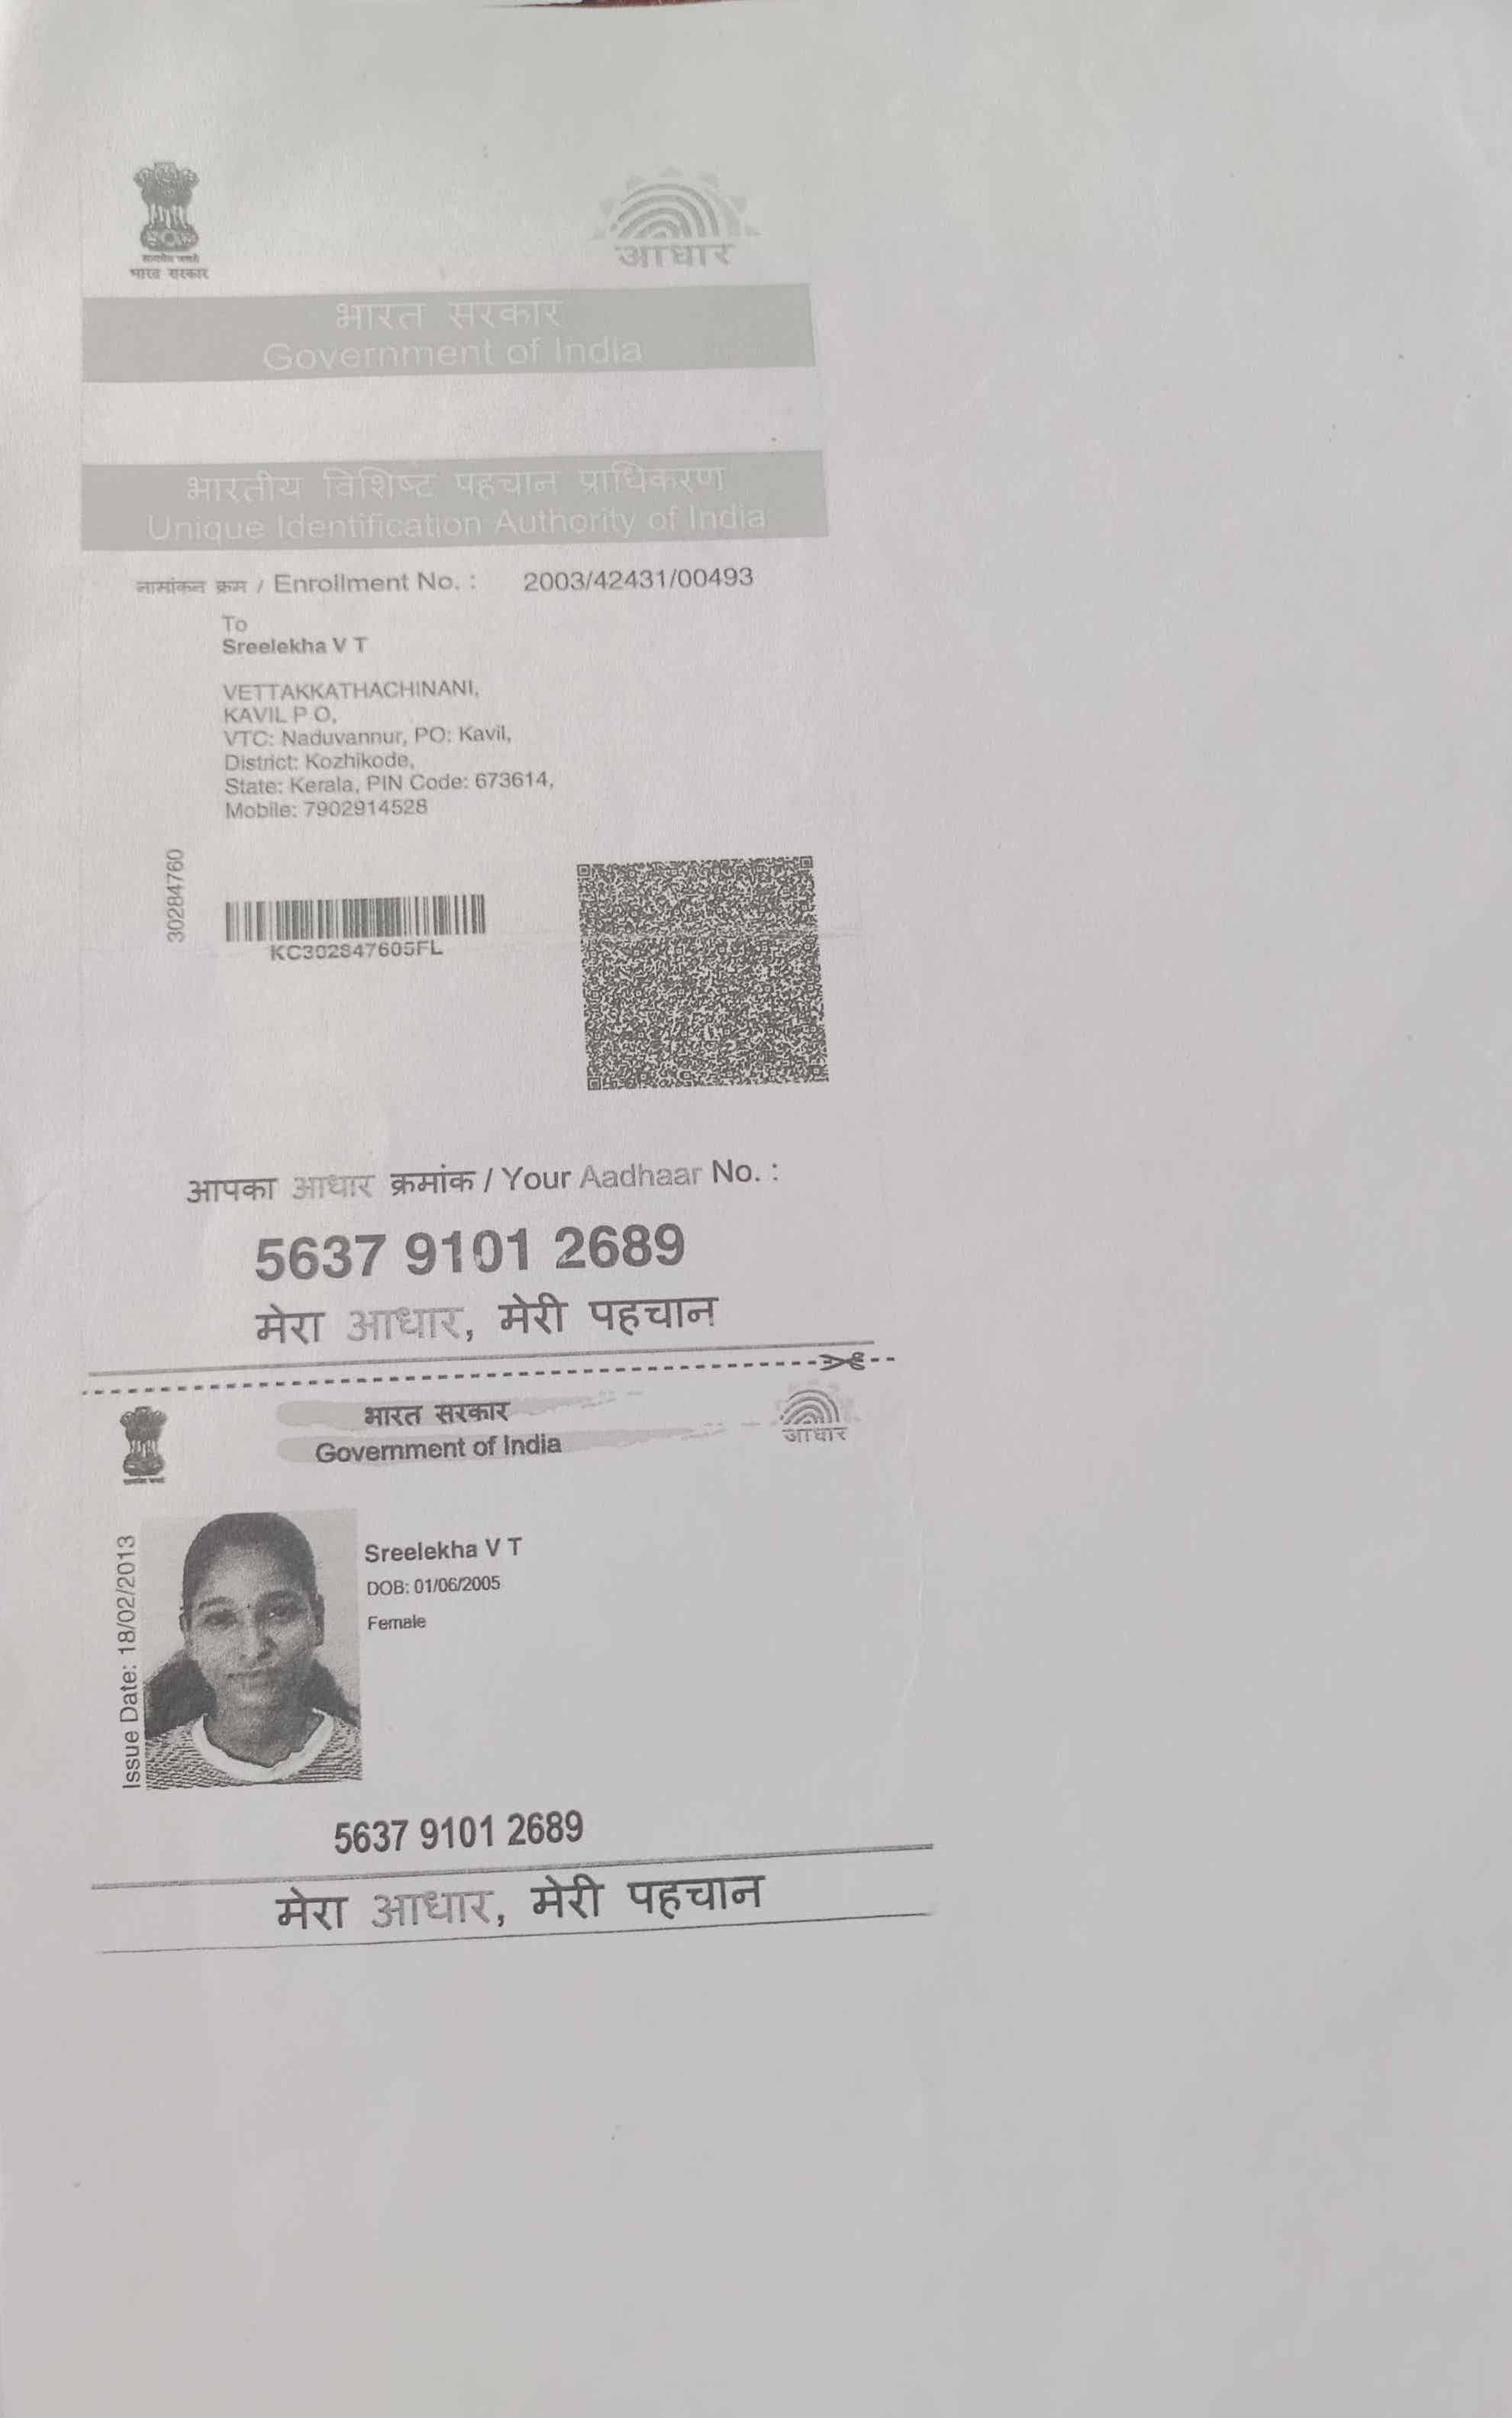 भारत सरकार
आधार
भारत सरकार
Government of India
भारतीय विशिष्ट पहचान प्राधिकरण
Unique Identification Authority of India
नामांकन क्रम / Enrollment No. : 2003/42431/00493
To
Sreelekha V T
VETTAKKATHACHINANI,
KAVIL P O,
VTC: Naduvannur, PO: Kavil,
District: Kozhikode,
State: Kerala, PIN Code: 673614,
Mobile: 7902914528
30284760
KC302847605FL
आपका आधार क्रमांक / Your Aadhaar No. :
5637 9101 2689
मेरा आधार, मेरी पहचान
भारत सरकार
Government of India
आधार
Issue Date: 18/02/2013
Sreelekha V T
DOB: 01/06/2005
Female
5637 9101 2689
मेरा आधार, मेरी पहचान